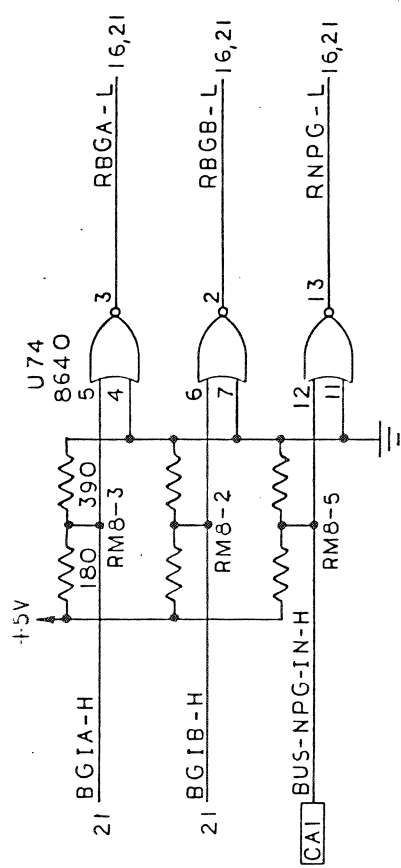 +5V
U74
8640
180
390
BGIA-H
21
5
4
3
RBGA-L
16,21
RM8-3
BGIB-H
21
6
7
2
RBGB-L
16,21
RM8-2
CA1
BUS-NPG-IN-H
12
11
13
RNPG-L
16,21
RM8-5